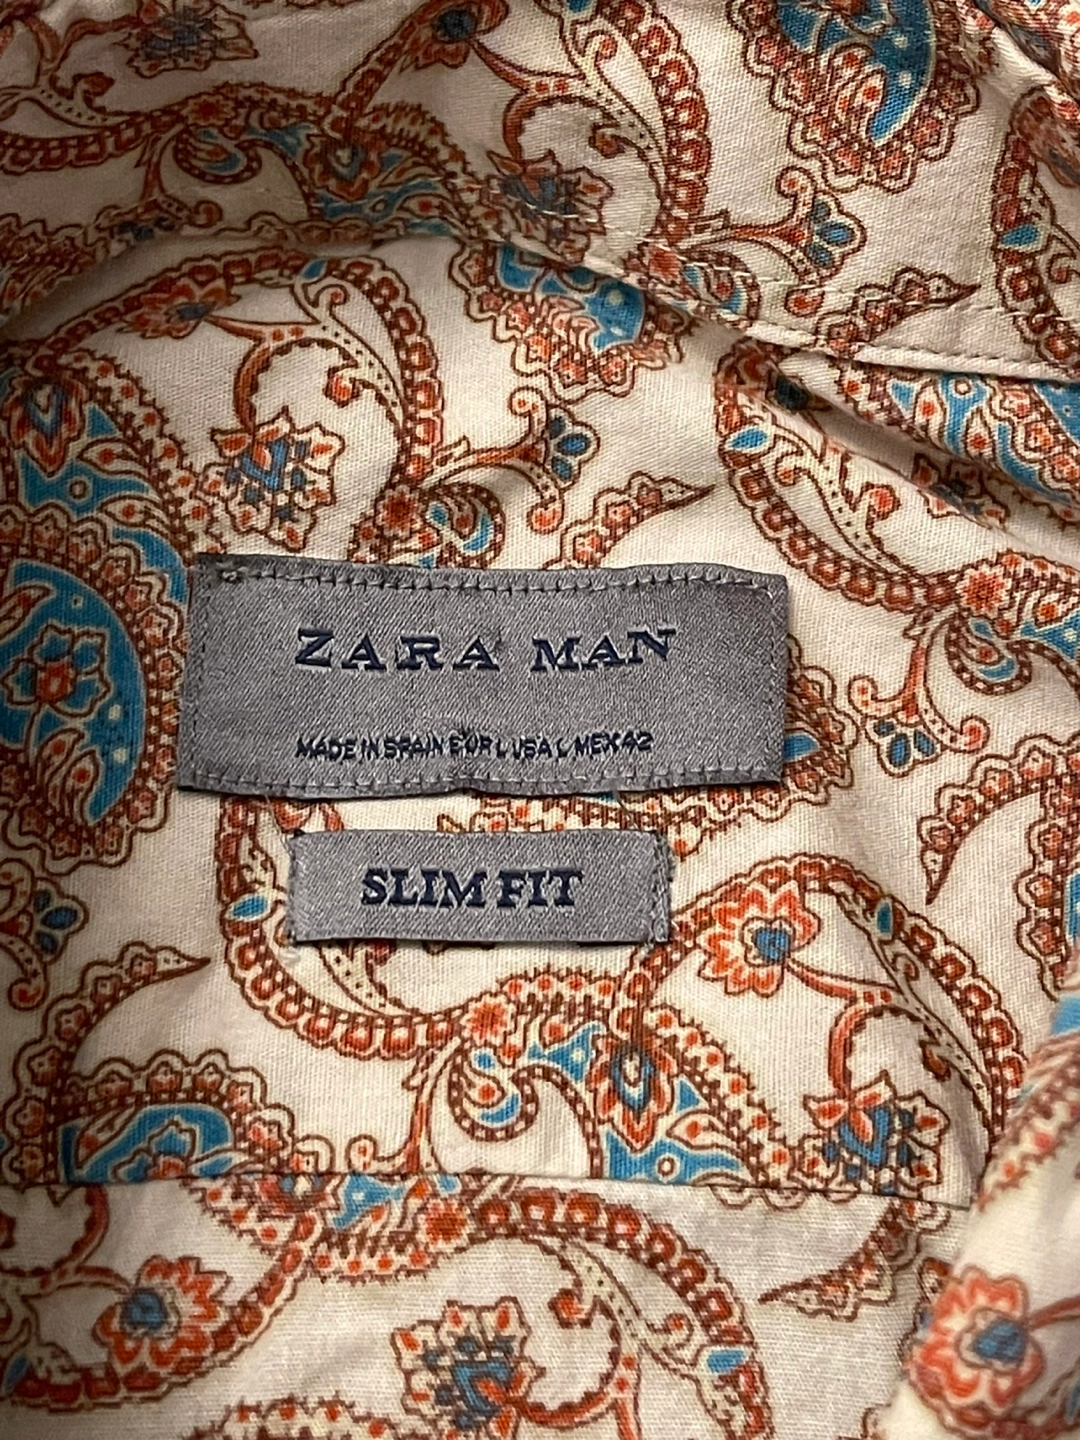 ZARA MAN
MADE IN SPAIN EUR L USA L MEX 42
SLIM FIT